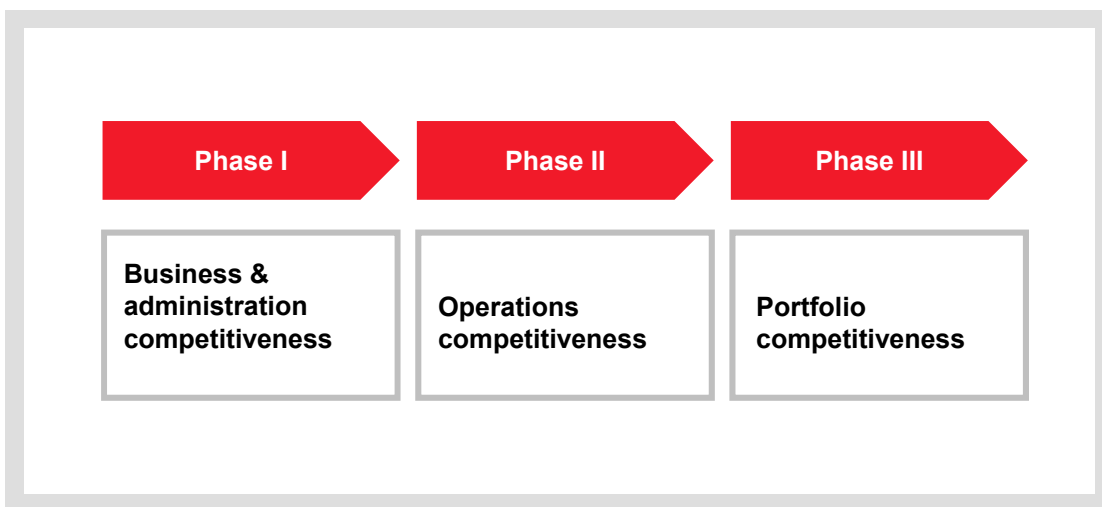 Phase I
Phase II
Phase III
Business &
administration
competitiveness
Operations
competitiveness
Portfolio
competitiveness